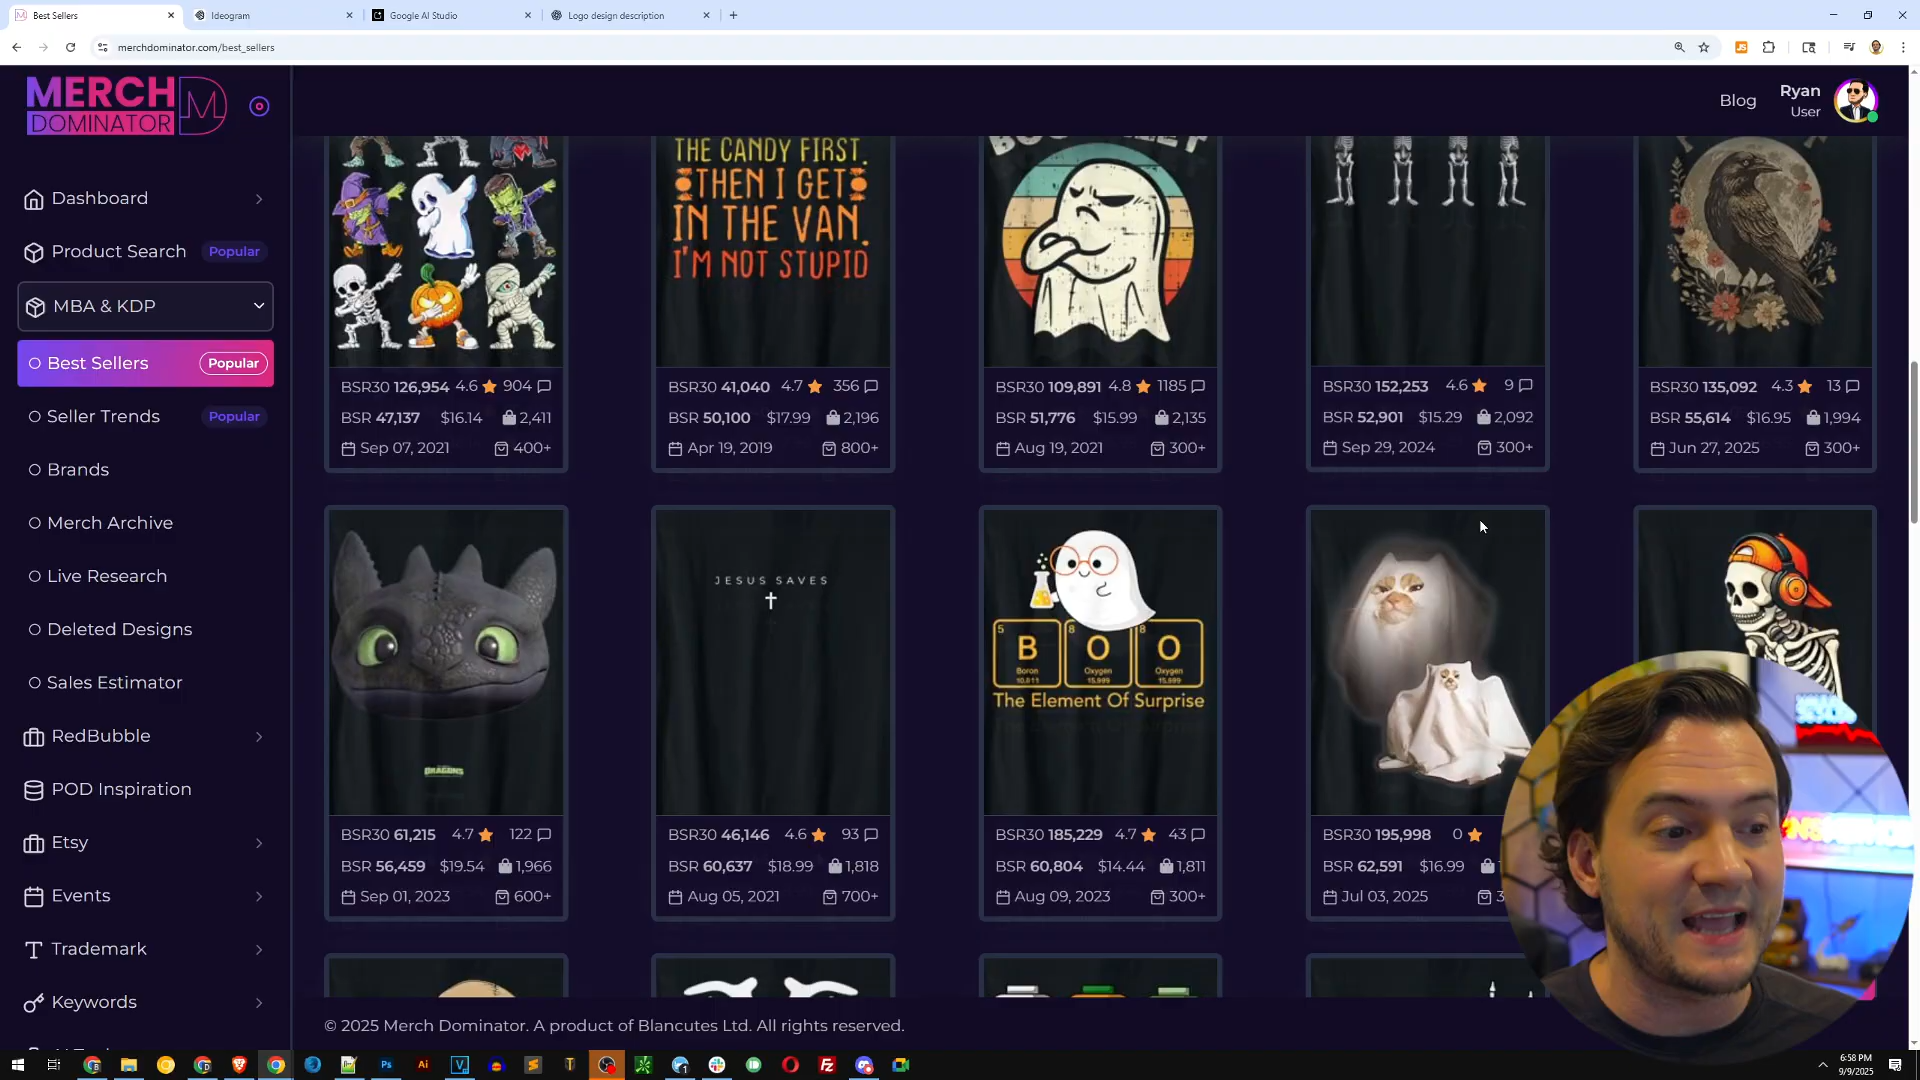 Best Sellers
Ideogram
Google AI Studio
Logo design description
merchdominator.com/best_sellers
MERCH
DOMINATOR
Blog
Ryan
User
Dashboard
Product Search Popular
MBA & KDP
Best Sellers Popular
Seller Trends Popular
Brands
Merch Archive
Live Research
Deleted Designs
Sales Estimator
RedBubble
POD Inspiration
Etsy
Events
Trademark
Keywords
THE CANDY FIRST.
THEN I GET
IN THE VAN.
I'M NOT STUPID
BSR30 126,954 4.6 904
BSR 47,137 $16.14 2,411
Sep 07, 2021 400+
BSR30 41,040 4.7 356
BSR 50,100 $17.99 2,196
Apr 19, 2019 800+
BSR30 109,891 4.8 1185
BSR 51,776 $15.99 2,135
Aug 19, 2021 300+
BSR30 152,253 4.6 9
BSR 52,901 $15.29 2,092
Sep 29, 2024 300+
BSR30 135,092 4.3 13
BSR 55,614 $16.95 1,994
Jun 27, 2025 300+
DRAGONS
JESUS SAVES
5 8 8
B O O
Boron Oxygen Oxygen
10.811 15.999 15.999
The Element Of Surprise
BSR30 61,215 4.7 122
BSR 56,459 $19.54 1,966
Sep 01, 2023 600+
BSR30 46,146 4.6 93
BSR 60,637 $18.99 1,818
Aug 05, 2021 700+
BSR30 185,229 4.7 43
BSR 60,804 $14.44 1,811
Aug 09, 2023 300+
BSR30 195,998 0
BSR 62,591 $16.99
Jul 03, 2025
© 2025 Merch Dominator. A product of Blancutes Ltd. All rights reserved.
6:58 PM
9/9/2025